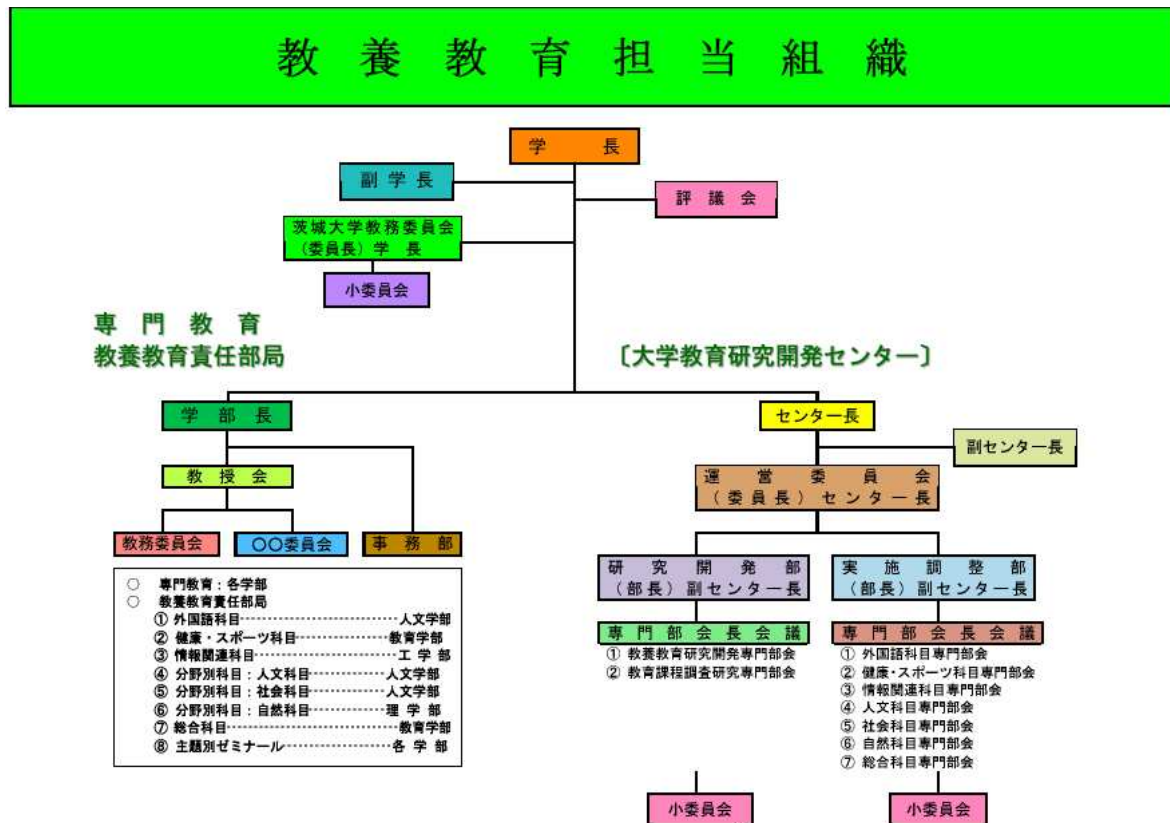 教養教育担当組織
学長
副学長
評議会
茨城大学教務委員会
(委員長)学 長
小委員会
専門教育
教養教育責任部局
〔大学教育研究開発センター〕
学部長
センター長
副センター長
教授会
運営委員会
(委員長)センター長
教務委員会
〇〇委員会
事務部
研究開発部
(部長)副センター長
実施調整部
(部長)副センター長
○ 専門教育:各学部
○ 教養教育責任部局
① 外国語科目……………………人文学部
② 健康・スポーツ科目……………教育学部
③ 情報関連科目……………………工 学 部
④ 分野別科目:人文科目…………人文学部
⑤ 分野別科目:社会科目…………人文学部
⑥ 分野別科目:自然科目…………理 学 部
⑦ 総合科目…………………………教育学部
⑧ 主題別ゼミナール………………各 学 部
専門部会長会議
① 教養教育研究開発専門部会
② 教育課程調査研究専門部会
専門部会長会議
① 外国語科目専門部会
② 健康・スポーツ科目専門部会
③ 情報関連科目専門部会
④ 人文科目専門部会
⑤ 社会科目専門部会
⑥ 自然科目専門部会
⑦ 総合科目専門部会
小委員会
小委員会